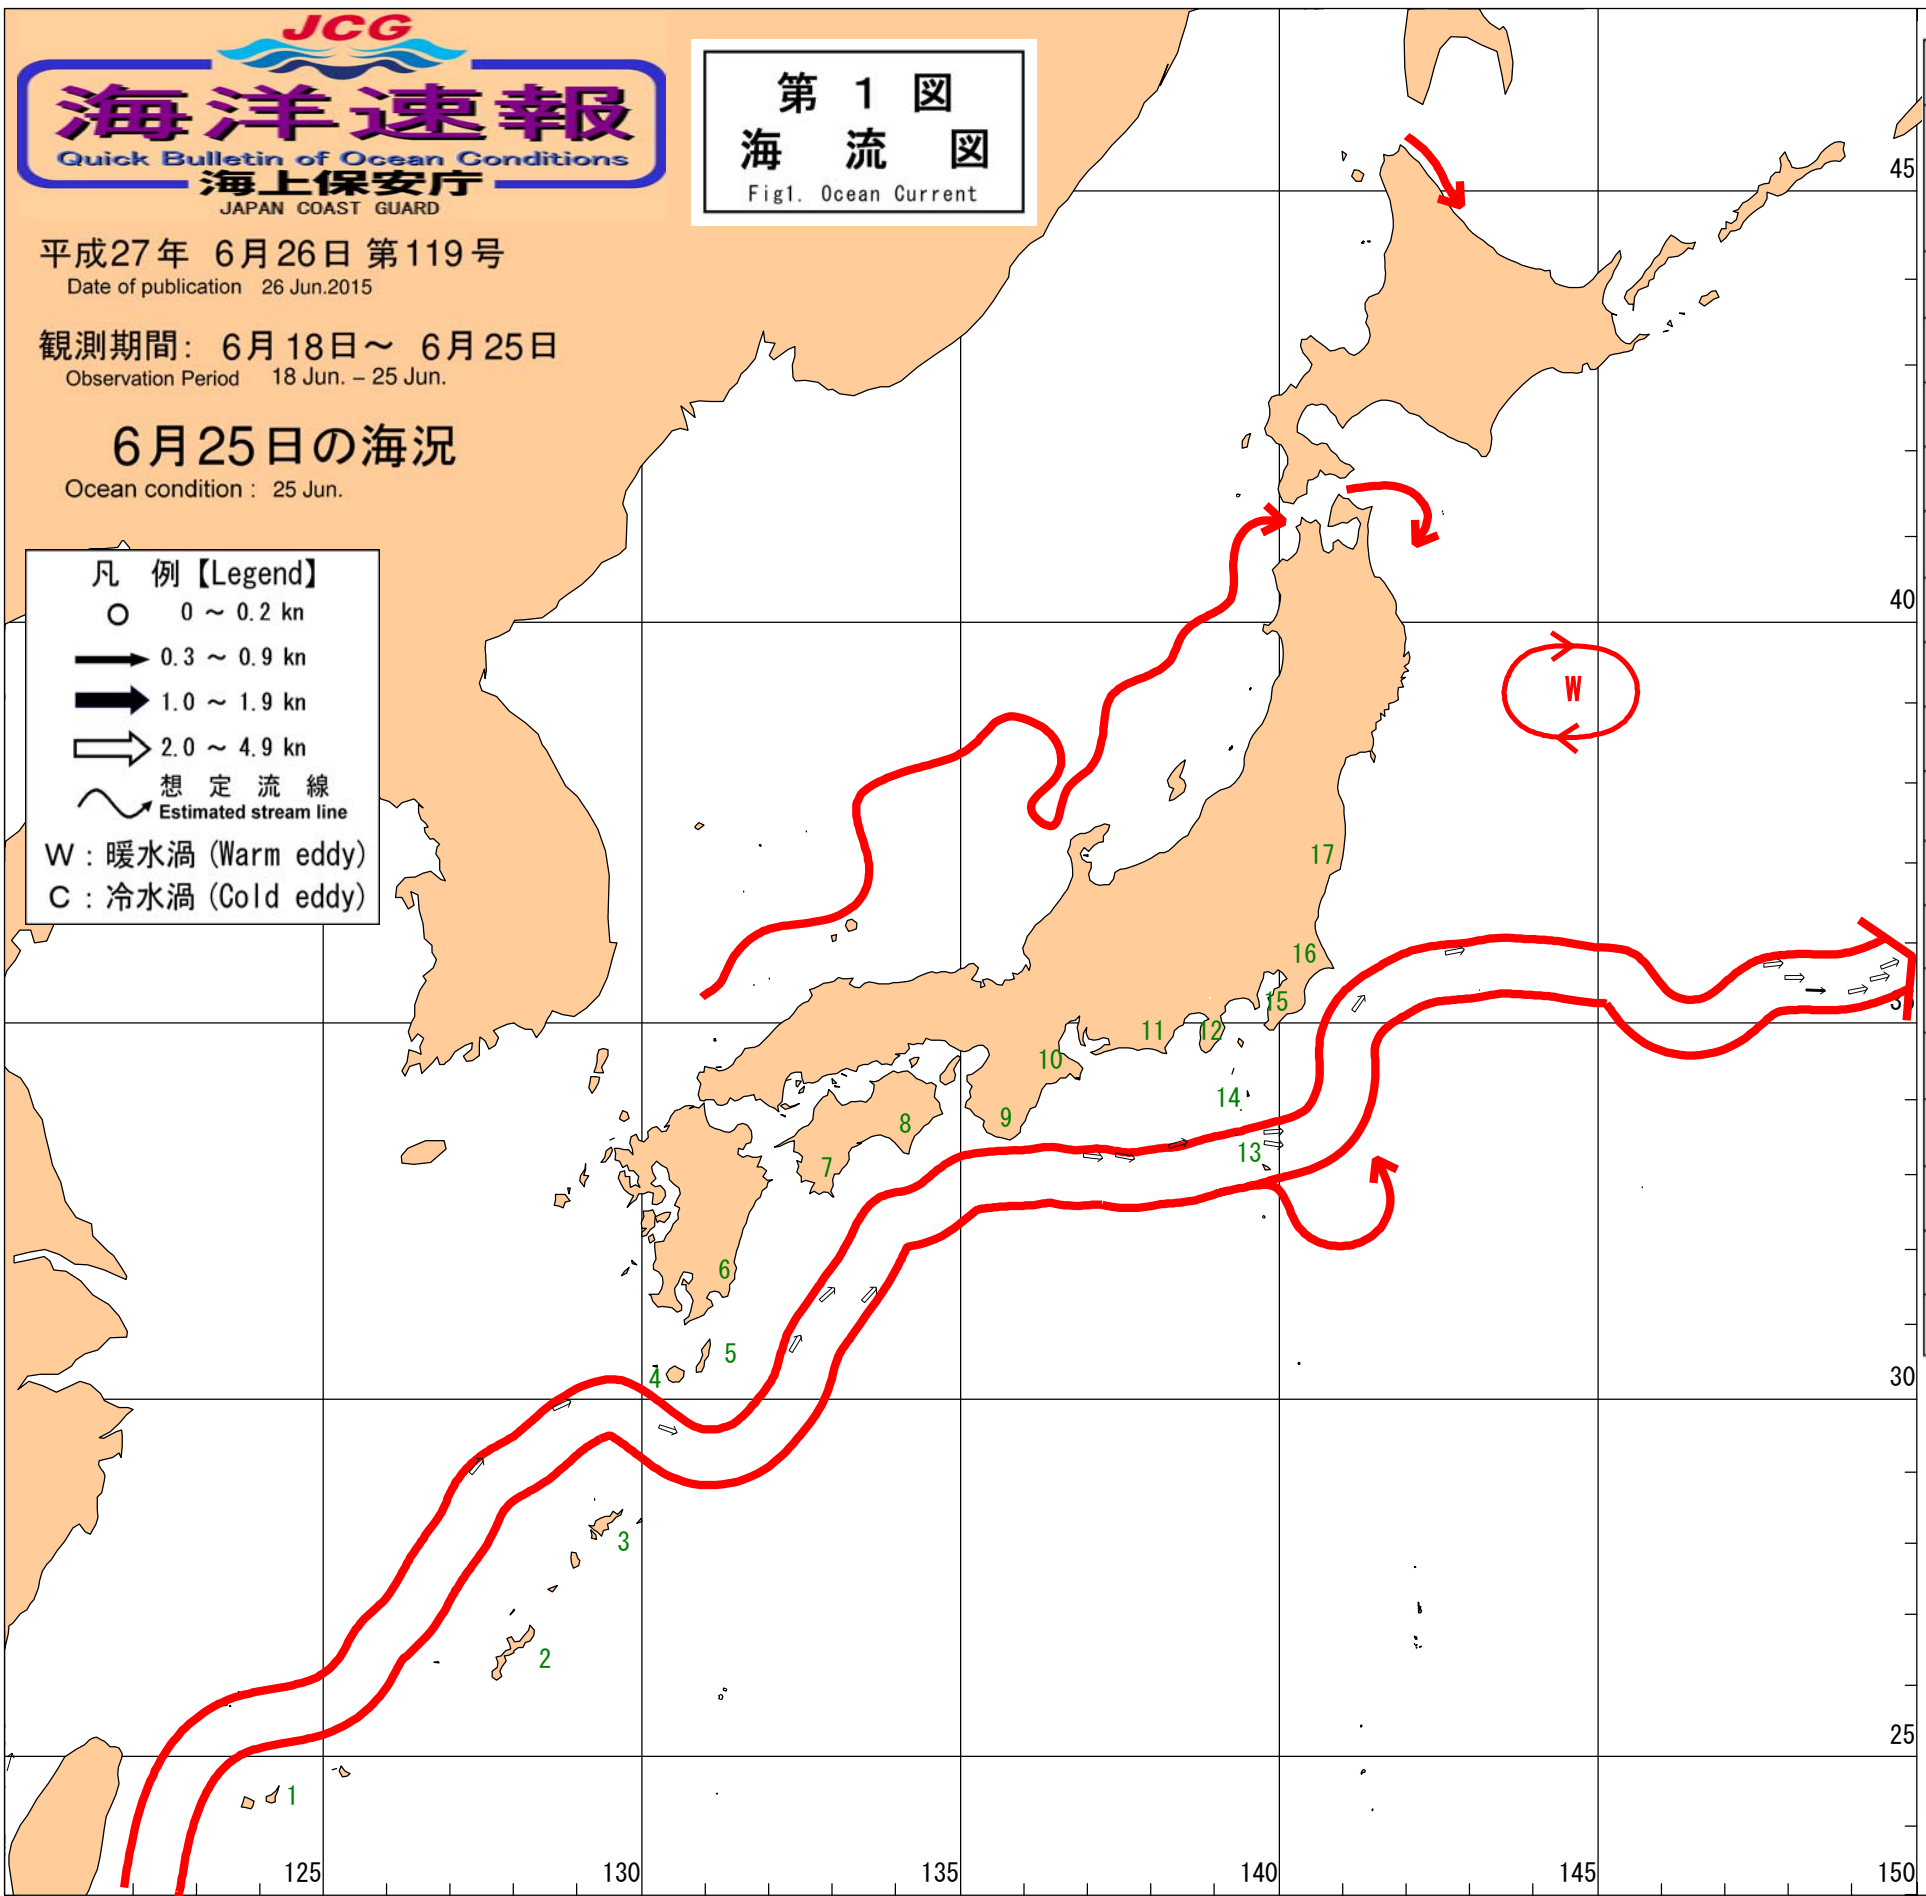 JCG
海洋速報
Quick Bulletin of Ocean Conditions
海上保安庁
JAPAN COAST GUARD
平成27年 6月26日 第119号
Date of publication 26 Jun.2015
観測期間: 6月18日～ 6月25日
Observation Period 18 Jun. – 25 Jun.
6月25日の海況
Ocean condition : 25 Jun.
第 1 図
海 流 図
Fig1. Ocean Current
凡 例【Legend】
0 ～ 0.2 kn
0.3 ～ 0.9 kn
1.0 ～ 1.9 kn
2.0 ～ 4.9 kn
想 定 流 線
Estimated stream line
W : 暖水渦 (Warm eddy)
C : 冷水渦 (Cold eddy)
45
40
W
17
16
35
15
11
12
10
14
9
8
13
7
6
5
4
30
3
2
25
1
125
130
135
140
145
150